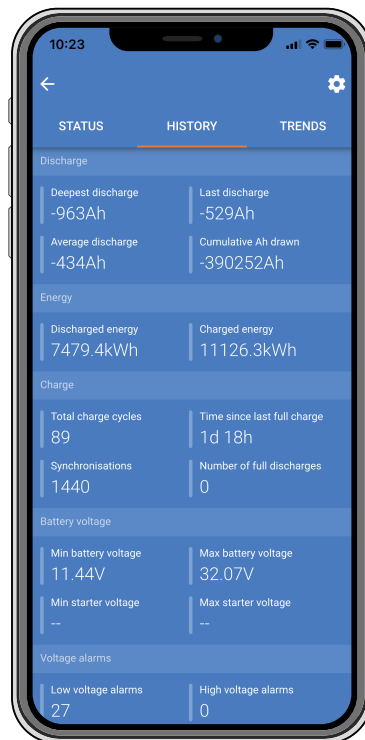 10:23
STATUS HISTORY TRENDS
Discharge
Deepest discharge Last discharge
-963Ah -529Ah
Average discharge Cumulative Ah drawn
-434Ah -390252Ah
Energy
Discharged energy Charged energy
7479.4kWh 11126.3kWh
Charge
Total charge cycles Time since last full charge
89 1d 18h
Synchronisations Number of full discharges
1440 0
Battery voltage
Min battery voltage Max battery voltage
11.44V 32.07V
Min starter voltage Max starter voltage
-- --
Voltage alarms
Low voltage alarms High voltage alarms
27 0